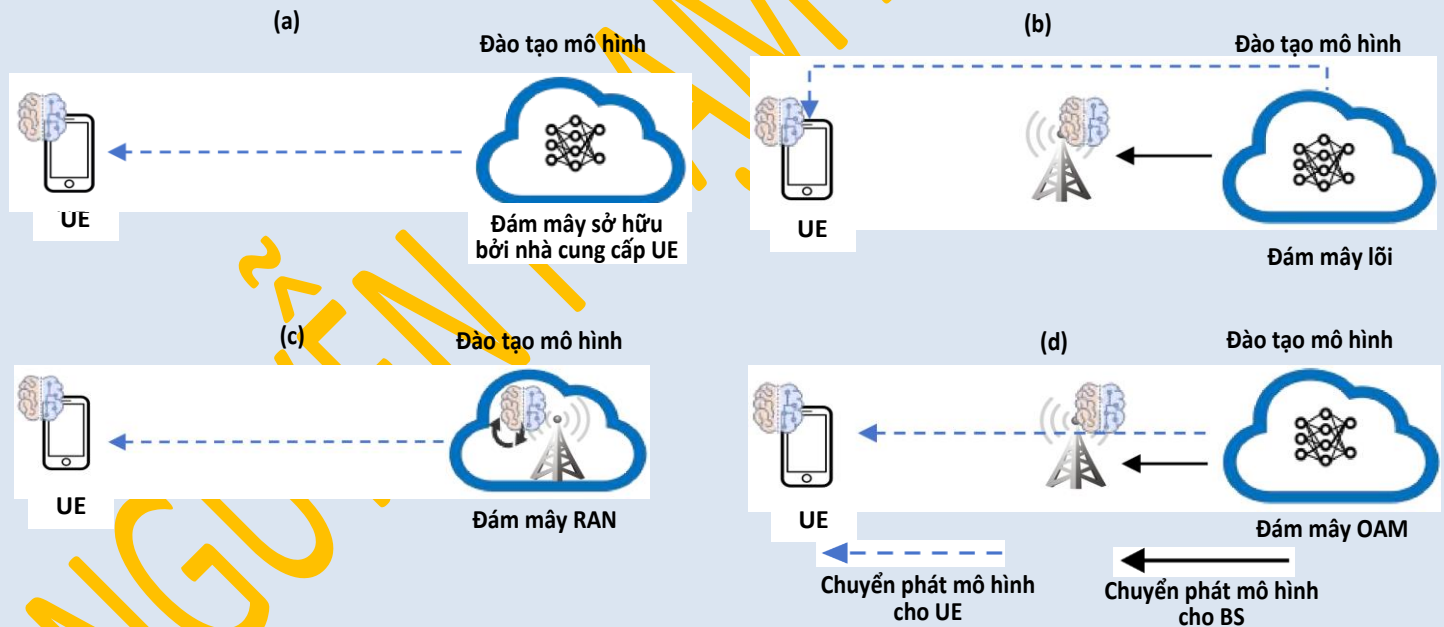 (a)
Đào tạo mô hình
UE
Đám mây sở hữu
bởi nhà cung cấp UE
(b)
Đào tạo mô hình
UE
Đám mây lõi
(c)
Đào tạo mô hình
UE
Đám mây RAN
(d)
Đào tạo mô hình
UE
Đám mây OAM
Chuyển phát mô hình
cho UE
Chuyển phát mô hình
cho BS